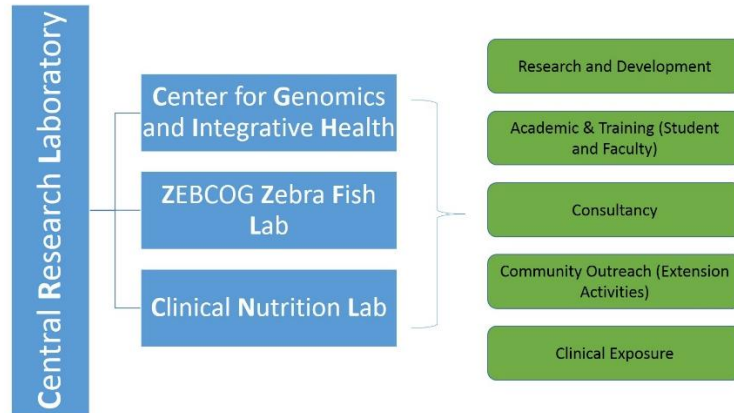 Central Research Laboratory
Center for Genomics
and Integrative Health
ZEBCOG Zebra Fish
Lab
Clinical Nutrition Lab
Research and Development
Academic & Training (Student
and Faculty)
Consultancy
Community Outreach (Extension
Activities)
Clinical Exposure